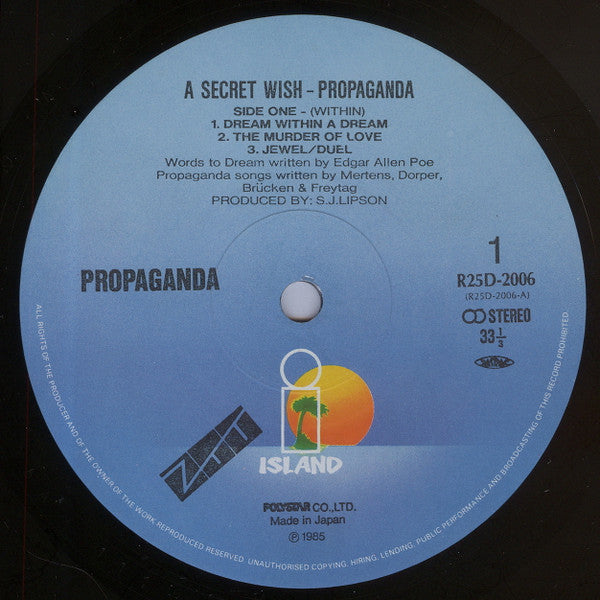 A SECRET WISH - PROPAGANDA
SIDE ONE - (WITHIN)
1. DREAM WITHIN A DREAM
2. THE MURDER OF LOVE
3. JEWEL/DUEL
Words to Dream written by Edgar Allen Poe
Propaganda songs written by Mertens, Dorper,
Brücken & Freytag
PRODUCED BY: S.J.LIPSON
PROPAGANDA
1
R25D-2006
(R25D-2006-A)
STEREO
33 1/3
ZTT
ISLAND
POLYSTAR CO.,LTD.
Made in Japan
℗ 1985
ALL RIGHTS OF THE PRODUCER AND OF THE OWNER OF THE WORK REPRODUCED RESERVED. UNAUTHORISED COPYING, HIRING, LENDING, PUBLIC PERFORMANCE AND BROADCASTING OF THIS RECORD PROHIBITED.